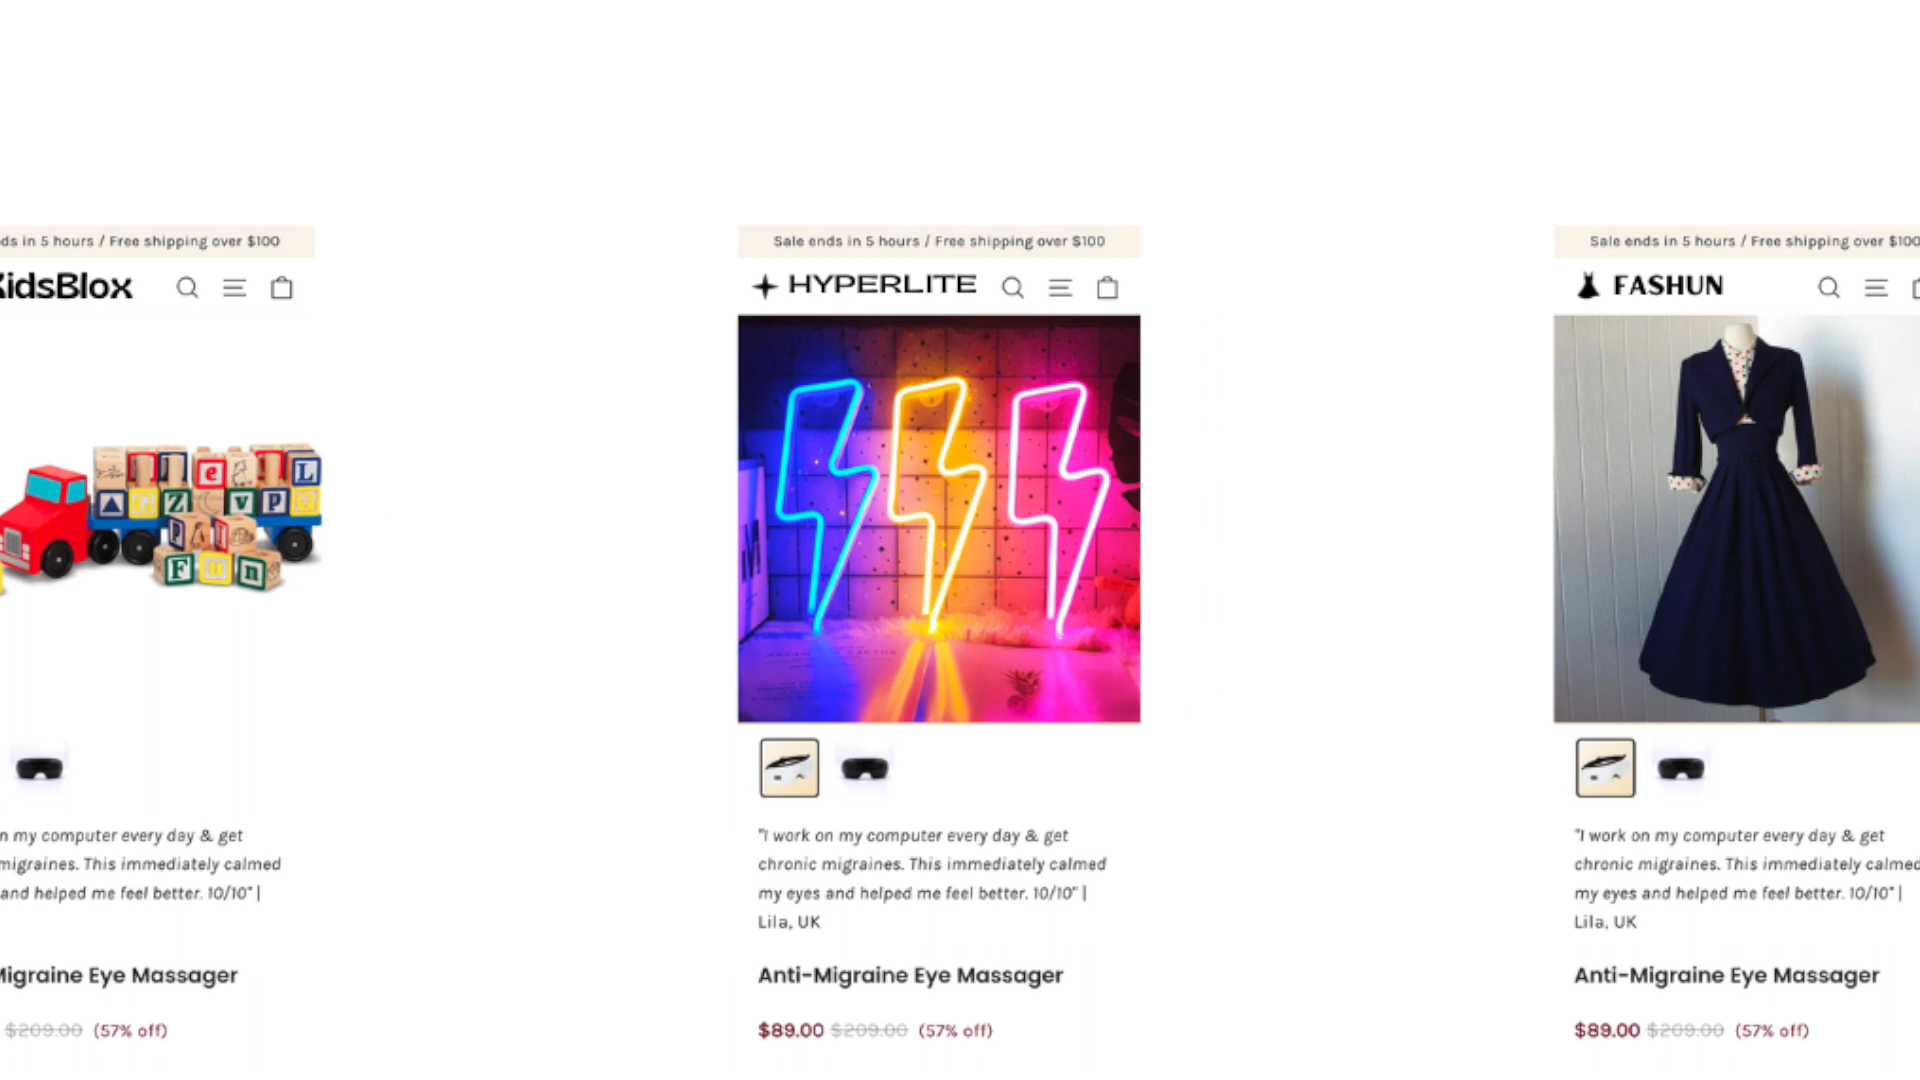 ds in 5 hours / Free shipping over $100
KidsBlox
n my computer every day & get
migraines. This immediately calmed
and helped me feel better. 10/10" |
Migraine Eye Massager
$209.00 (57% off)
Sale ends in 5 hours / Free shipping over $100
HYPERLITE
"I work on my computer every day & get
chronic migraines. This immediately calmed
my eyes and helped me feel better. 10/10" |
Lila, UK
Anti-Migraine Eye Massager
$89.00 $209.00 (57% off)
Sale ends in 5 hours / Free shipping over $100
FASHUN
"I work on my computer every day & get
chronic migraines. This immediately calmed
my eyes and helped me feel better. 10/10" |
Lila, UK
Anti-Migraine Eye Massager
$89.00 $209.00 (57% off)